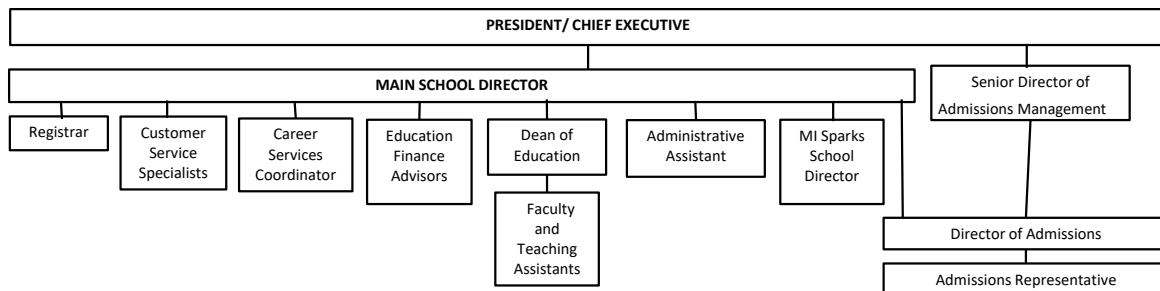 PRESIDENT/ CHIEF EXECUTIVE
MAIN SCHOOL DIRECTOR
Senior Director of
Admissions Management
Registrar
Customer
Service
Specialists
Career
Services
Coordinator
Education
Finance
Advisors
Dean of
Education
Administrative
Assistant
MI Sparks
School
Director
Faculty
and
Teaching
Assistants
Director of Admissions
Admissions Representative